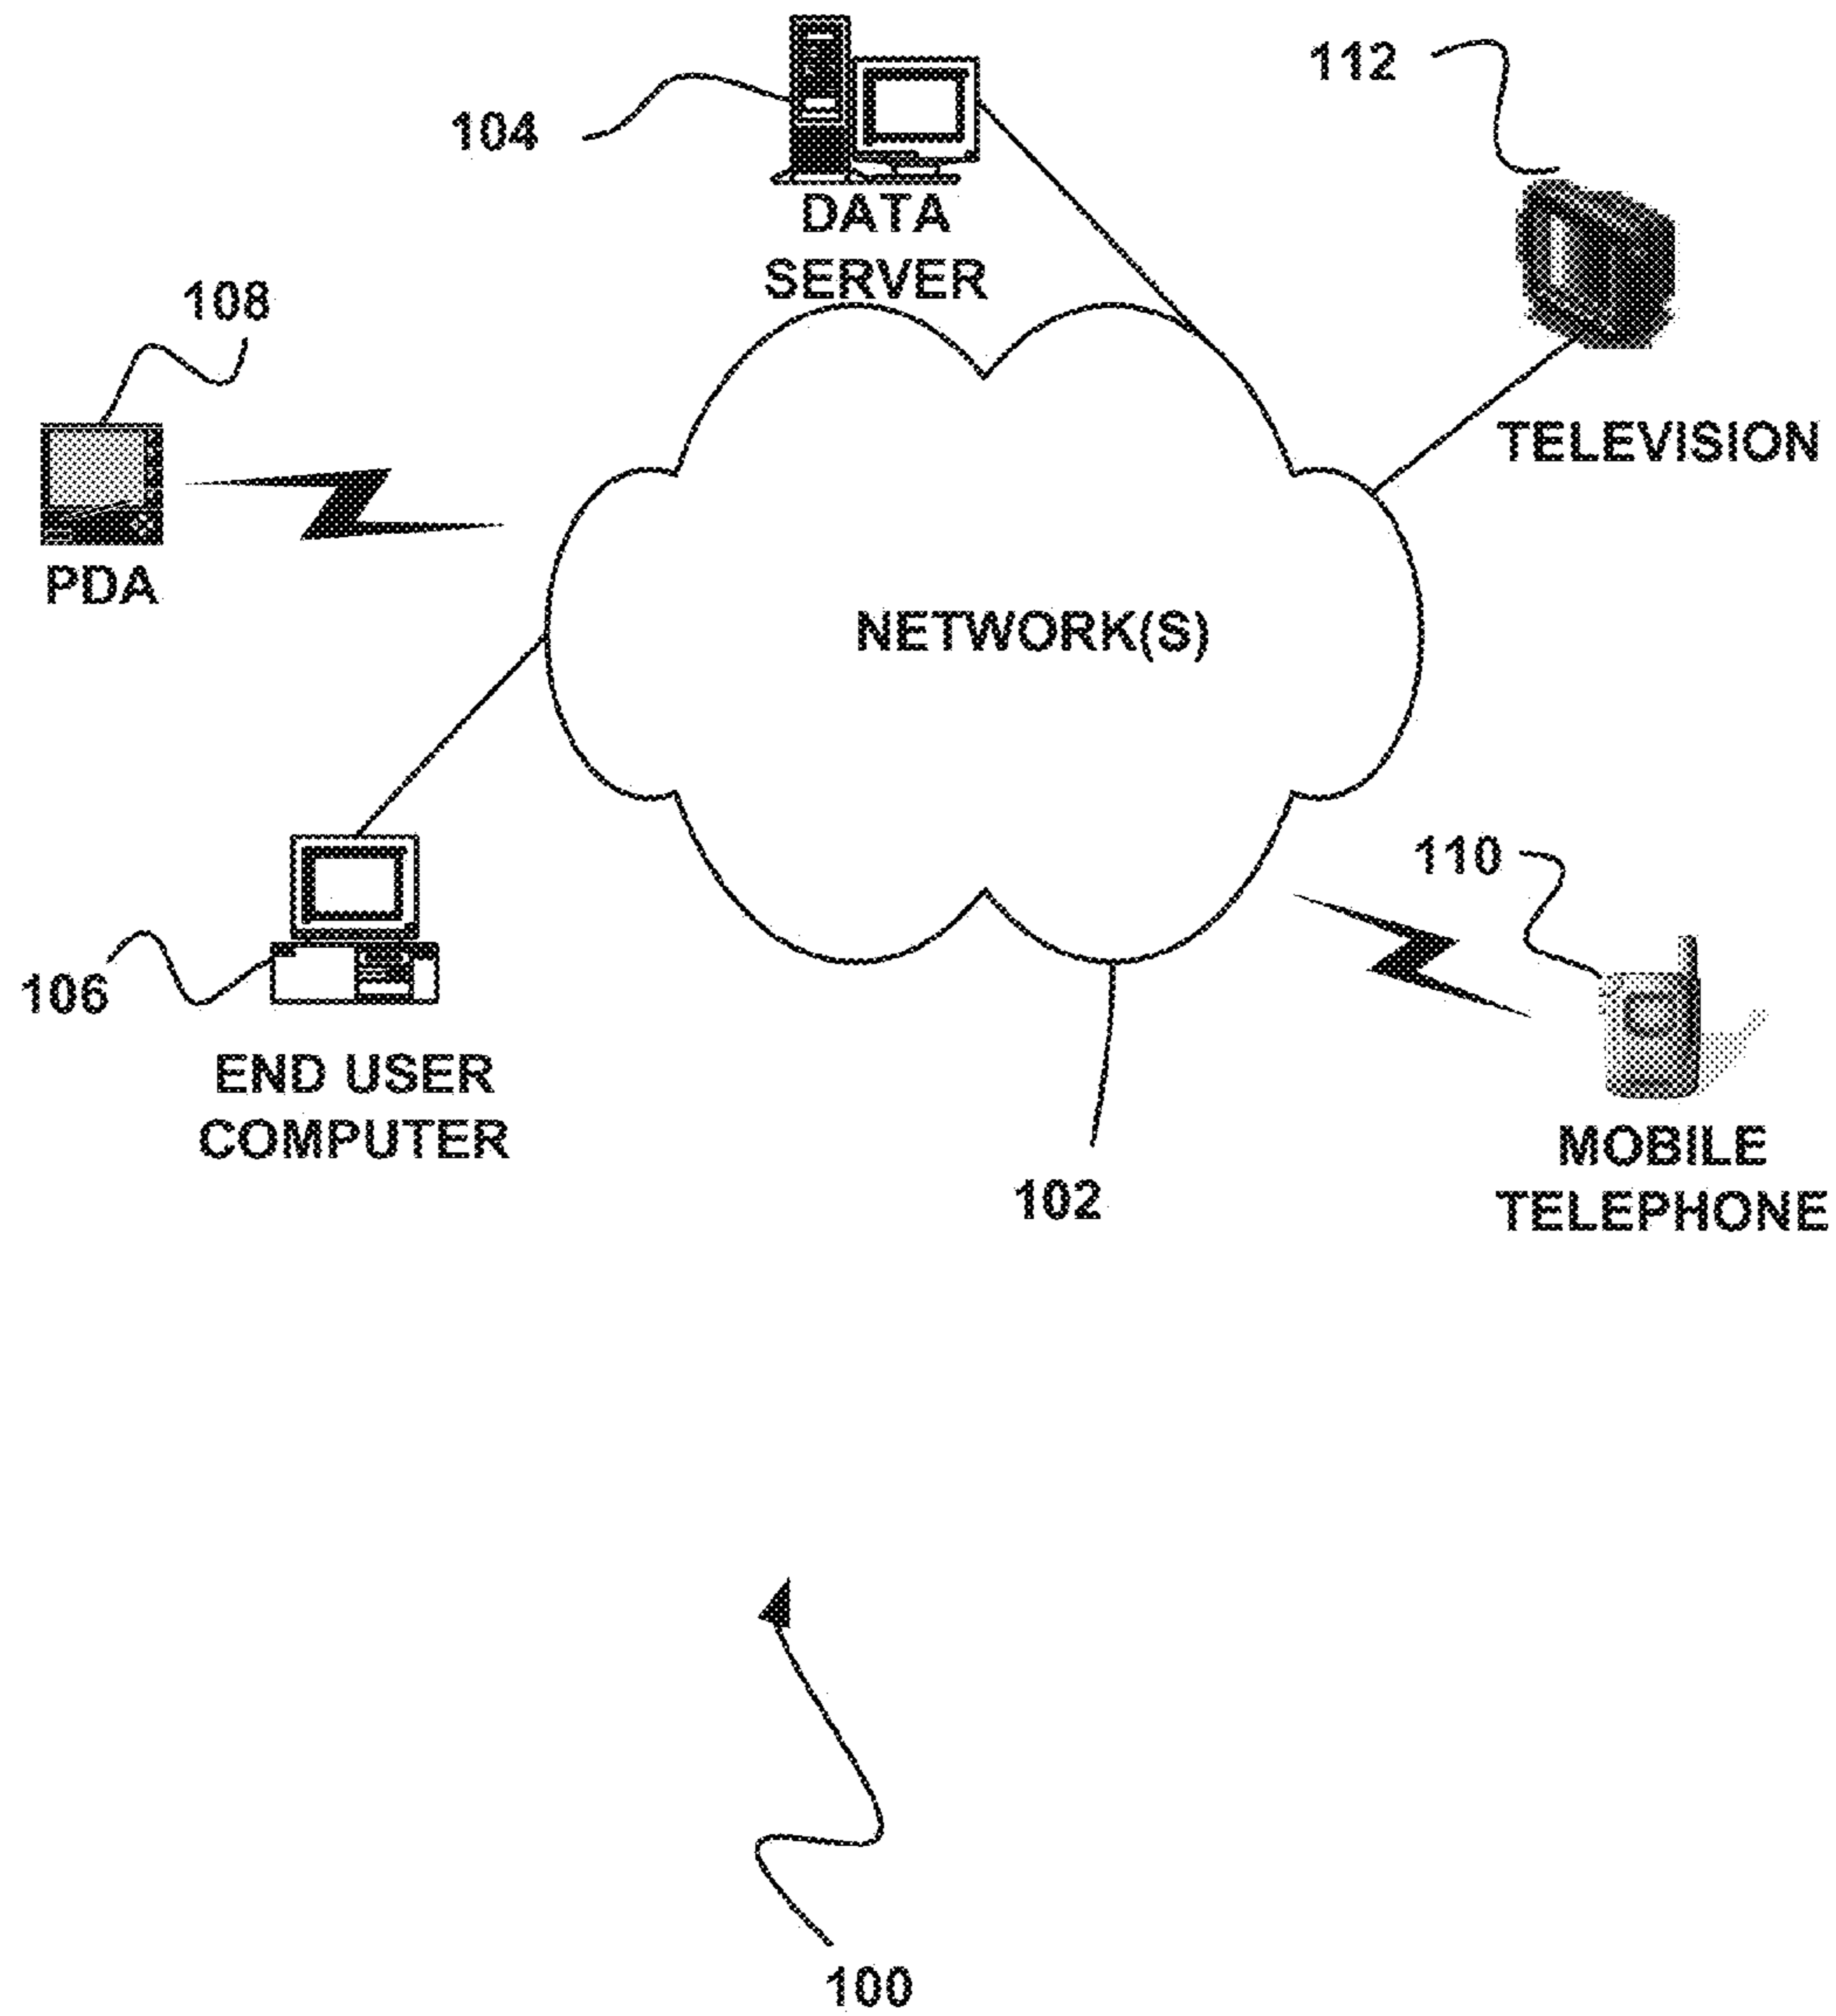 112
104
DATA
SERVER
108
TELEVISION
PDA
NETWORK(S)
110
106
END USER
COMPUTER
MOBILE
TELEPHONE
102
100